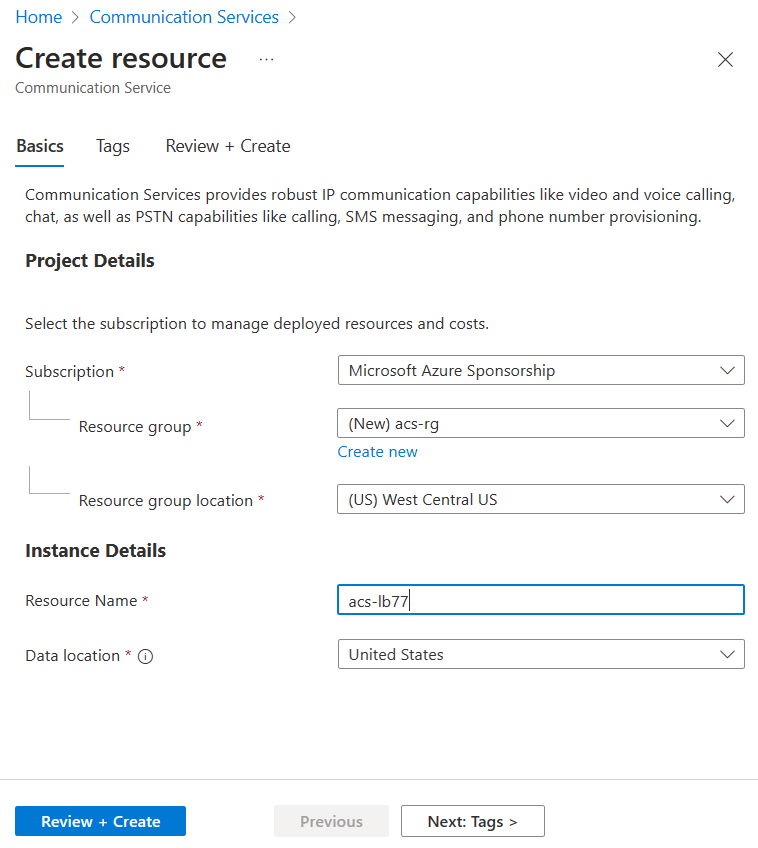 Home > Communication Services >
Create resource ...
Communication Service
Basics Tags Review + Create
Communication Services provides robust IP communication capabilities like video and voice calling,
chat, as well as PSTN capabilities like calling, SMS messaging, and phone number provisioning.
Project Details
Select the subscription to manage deployed resources and costs.
Subscription * Microsoft Azure Sponsorship
Resource group * (New) acs-rg
Create new
Resource group location * (US) West Central US
Instance Details
Resource Name * acs-lb77
Data location * United States
Review + Create Previous Next: Tags >